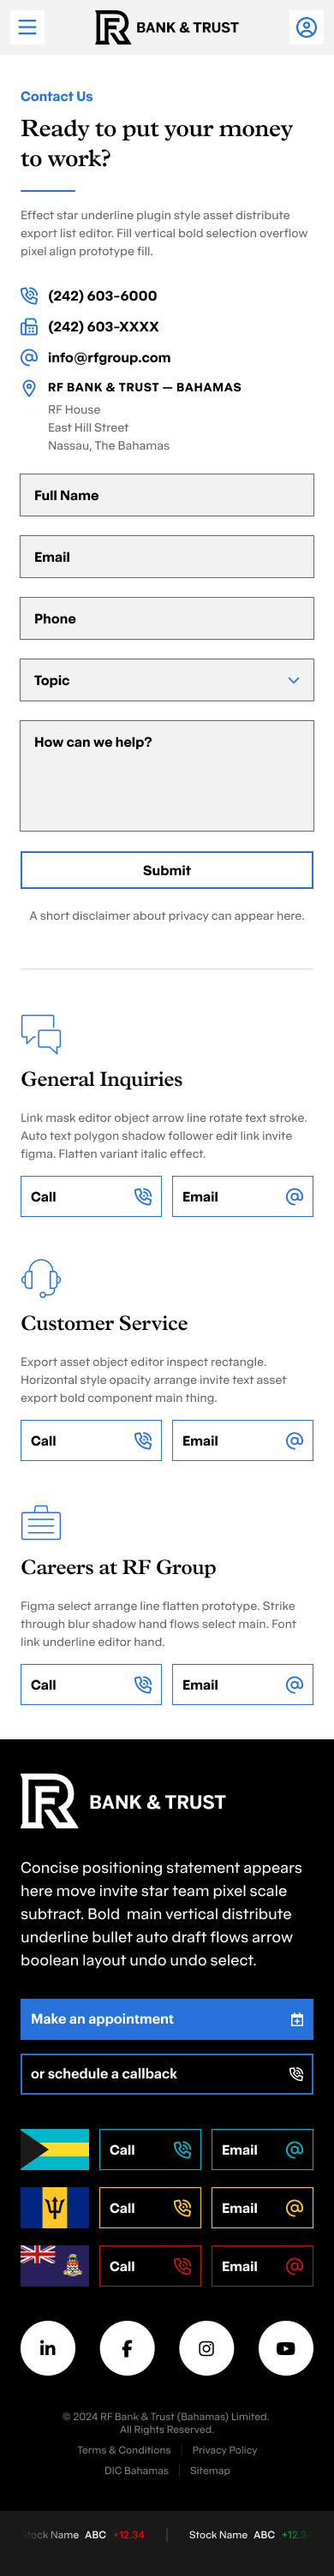 BANK & TRUST
Contact Us
Ready to put your money
to work?
Effect star underline plugin style asset distribute
export list editor. Fill vertical bold selection overflow
pixel align prototype fill.
(242) 603-6000
(242) 603-XXXX
info@rfgroup.com
RF BANK & TRUST — BAHAMAS
RF House
East Hill Street
Nassau, The Bahamas
Full Name
Email
Phone
Topic
How can we help?
Submit
A short disclaimer about privacy can appear here.
General Inquiries
Link mask editor object arrow line rotate text stroke.
Auto text polygon shadow follower edit link invite
figma. Flatten variant italic effect.
Call Email
Customer Service
Export asset object editor inspect rectangle.
Horizontal style opacity arrange invite text asset
export bold component main thing.
Call Email
Careers at RF Group
Figma select arrange line flatten prototype. Strike
through blur shadow hand flows select main. Font
link underline editor hand.
Call Email
BANK & TRUST
Concise positioning statement appears
here move invite star team pixel scale
subtract. Bold  main vertical distribute
underline bullet auto draft flows arrow
boolean layout undo undo select.
Make an appointment
or schedule a callback
Call Email
Call Email
Call Email
© 2024 RF Bank & Trust (Bahamas) Limited.
All Rights Reserved.
Terms & Conditions Privacy Policy
DIC Bahamas Sitemap
Stock Name ABC +12.34 Stock Name ABC +12.34